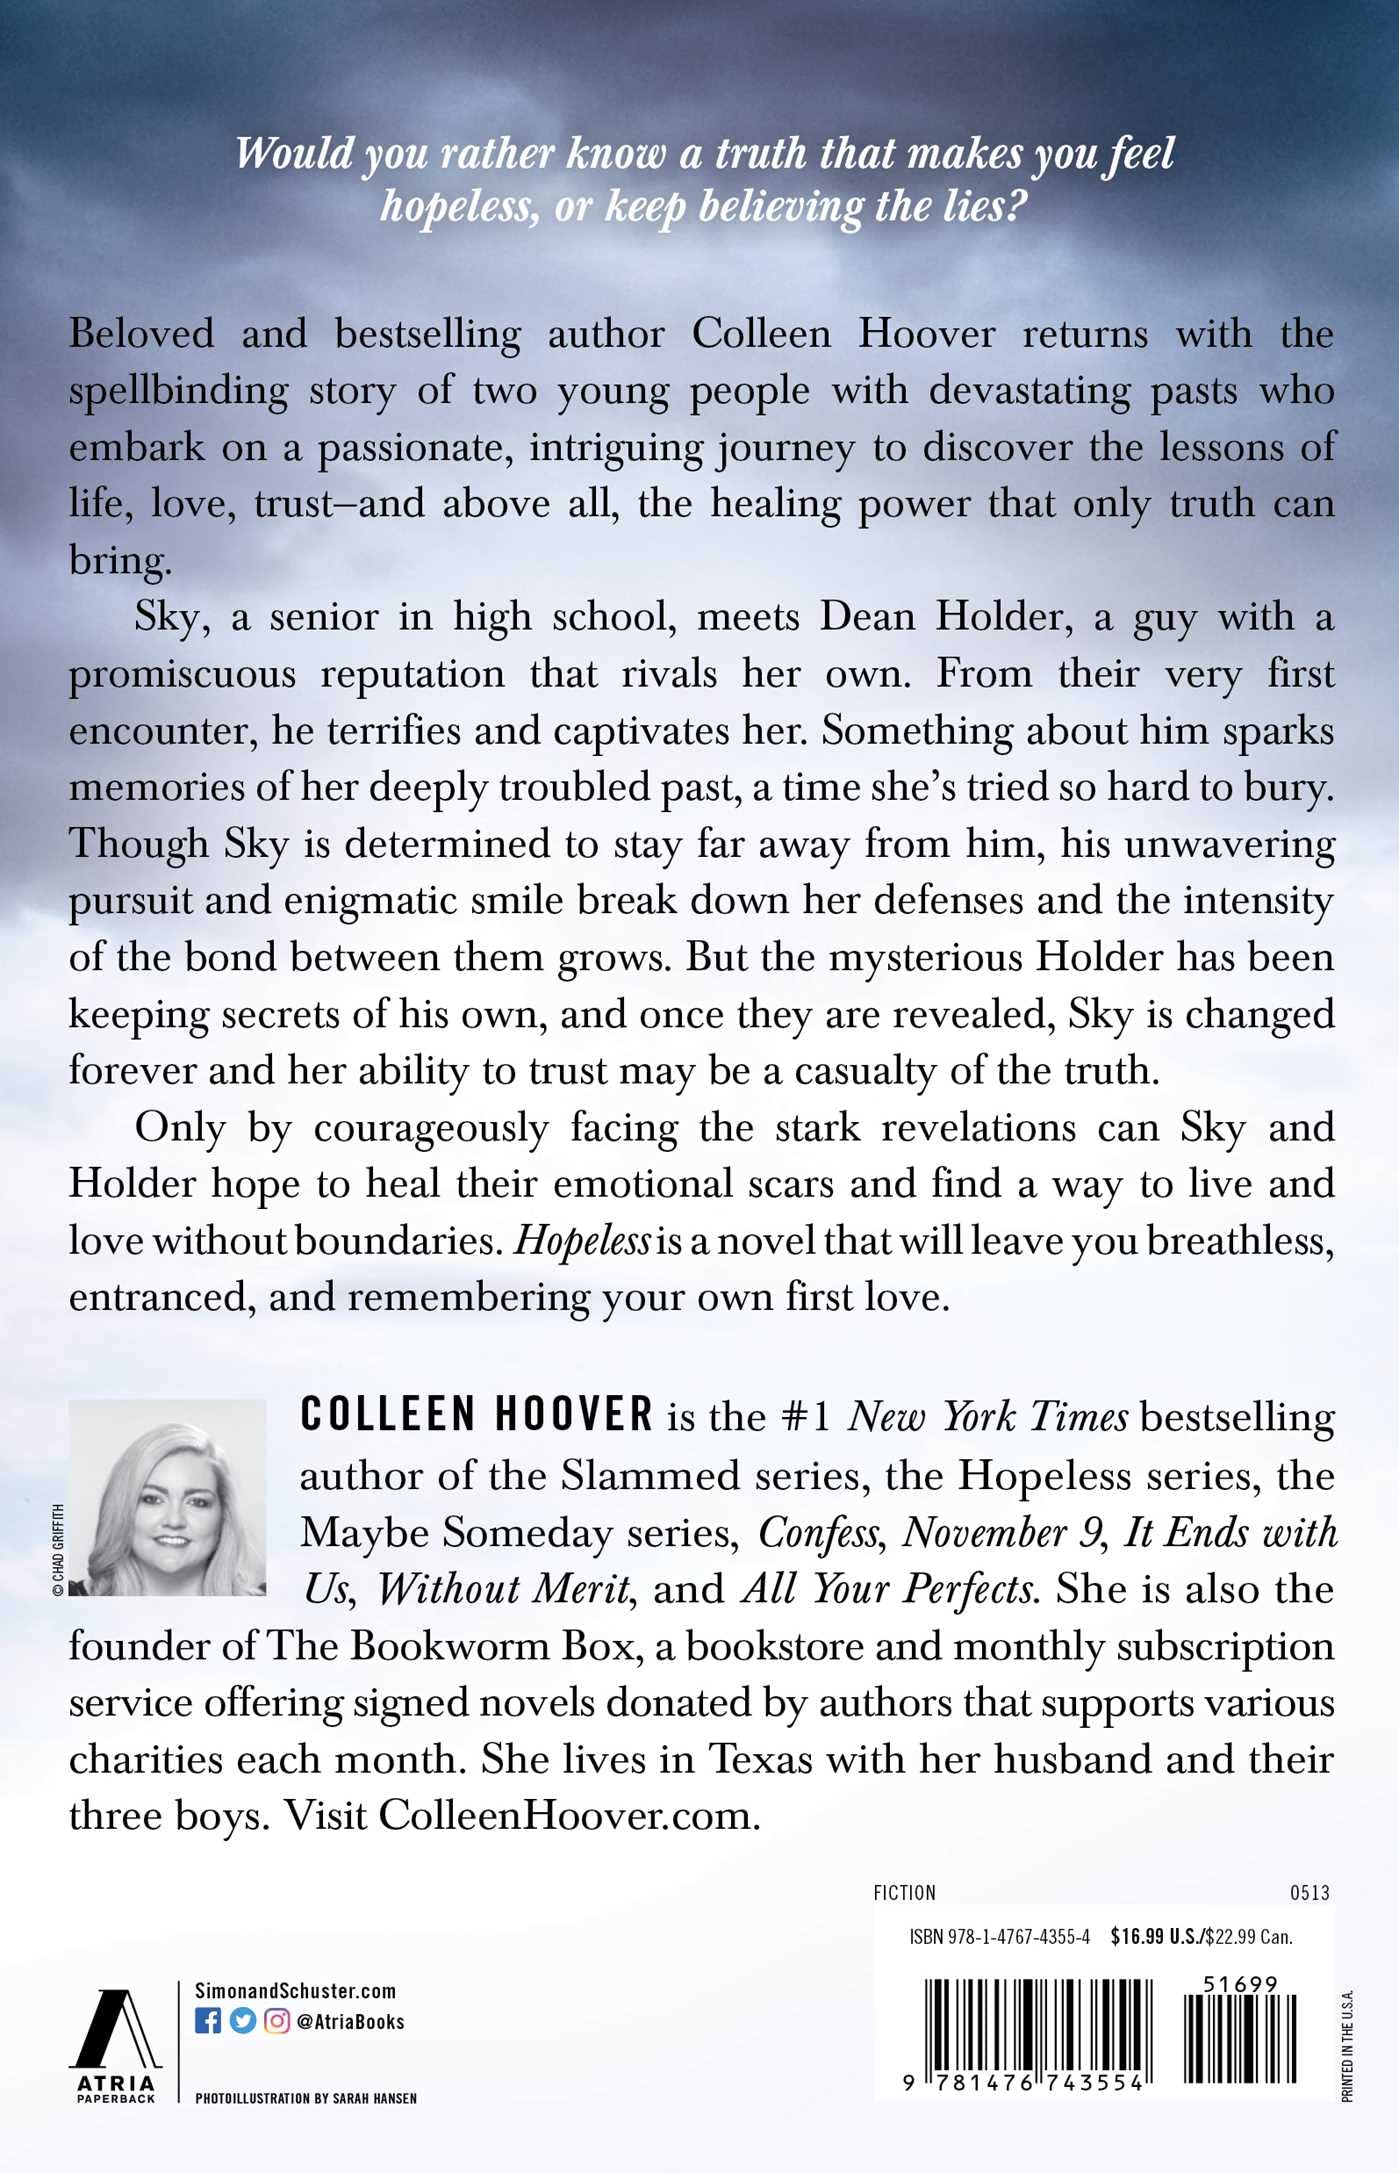 Would you rather know a truth that makes you feel
hopeless, or keep believing the lies?
Beloved and bestselling author Colleen Hoover returns with the
spellbinding story of two young people with devastating pasts who
embark on a passionate, intriguing journey to discover the lessons of
life, love, trust—and above all, the healing power that only truth can
bring.
Sky, a senior in high school, meets Dean Holder, a guy with a
promiscuous reputation that rivals her own. From their very first
encounter, he terrifies and captivates her. Something about him sparks
memories of her deeply troubled past, a time she’s tried so hard to bury.
Though Sky is determined to stay far away from him, his unwavering
pursuit and enigmatic smile break down her defenses and the intensity
of the bond between them grows. But the mysterious Holder has been
keeping secrets of his own, and once they are revealed, Sky is changed
forever and her ability to trust may be a casualty of the truth.
Only by courageously facing the stark revelations can Sky and
Holder hope to heal their emotional scars and find a way to live and
love without boundaries. Hopeless is a novel that will leave you breathless,
entranced, and remembering your own first love.
COLLEEN HOOVER is the #1 New York Times bestselling
author of the Slammed series, the Hopeless series, the
Maybe Someday series, Confess, November 9, It Ends with
Us, Without Merit, and All Your Perfects. She is also the
founder of The Bookworm Box, a bookstore and monthly subscription
service offering signed novels donated by authors that supports various
charities each month. She lives in Texas with her husband and their
three boys. Visit ColleenHoover.com.
© CHAD GRIFFITH
FICTION 0513
ISBN 978-1-4767-4355-4 $16.99 U.S./$22.99 Can.
51699
9 781476 743554
PRINTED IN THE U.S.A.
SimonandSchuster.com
@AtriaBooks
ATRIA
PAPERBACK
PHOTOILLUSTRATION BY SARAH HANSEN